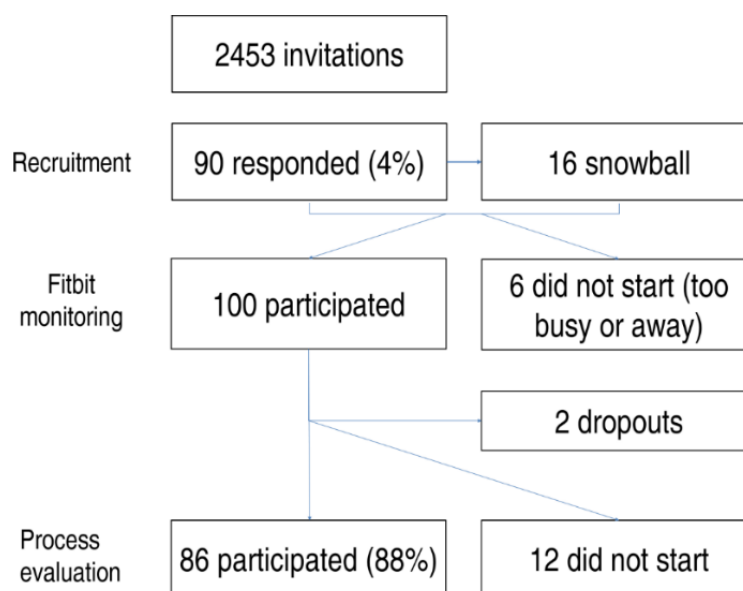 2453 invitations
Recruitment
90 responded (4%)
16 snowball
Fitbit
monitoring
100 participated
6 did not start (too
busy or away)
2 dropouts
Process
evaluation
86 participated (88%)
12 did not start